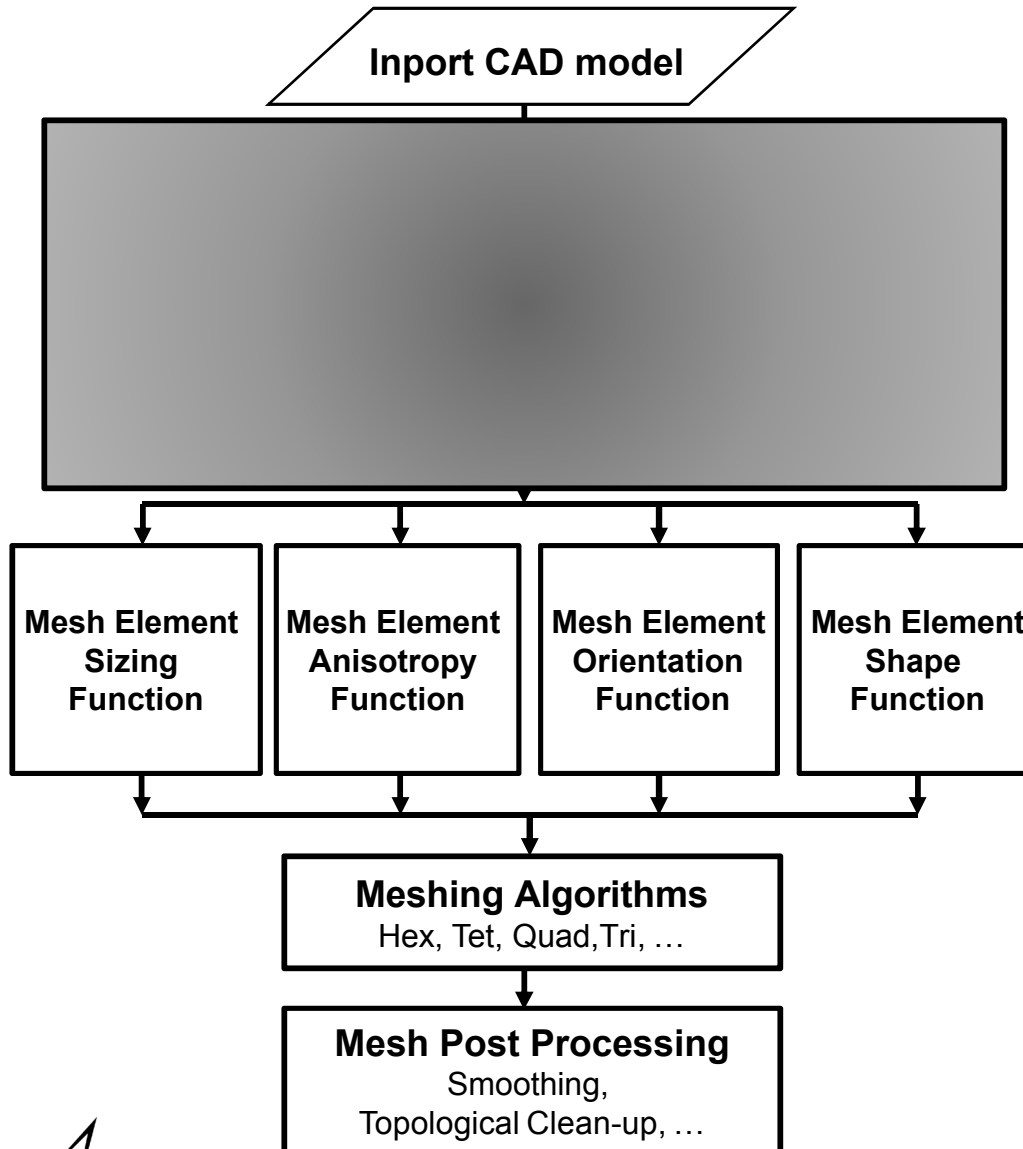 Inport CAD model
Mesh Element
Sizing
Function
Mesh Element
Anisotropy
Function
Mesh Element
Orientation
Function
Mesh Element
Shape
Function
Meshing Algorithms
Hex, Tet, Quad,Tri, …
Mesh Post Processing
Smoothing,
Topological Clean-up, …